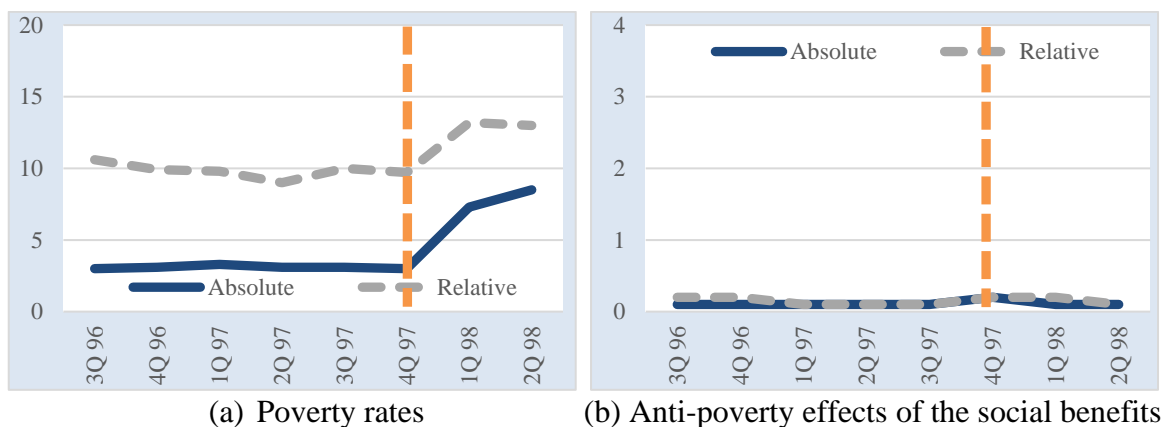 20
15
10
5
0
Absolute
Relative
3Q 96
4Q 96
1Q 97
2Q 97
3Q 97
4Q 97
1Q 98
2Q 98
(a) Poverty rates
4
3
2
1
0
Absolute
Relative
3Q 96
4Q 96
1Q 97
2Q 97
3Q 97
4Q 97
1Q 98
2Q 98
(b) Anti-poverty effects of the social benefits